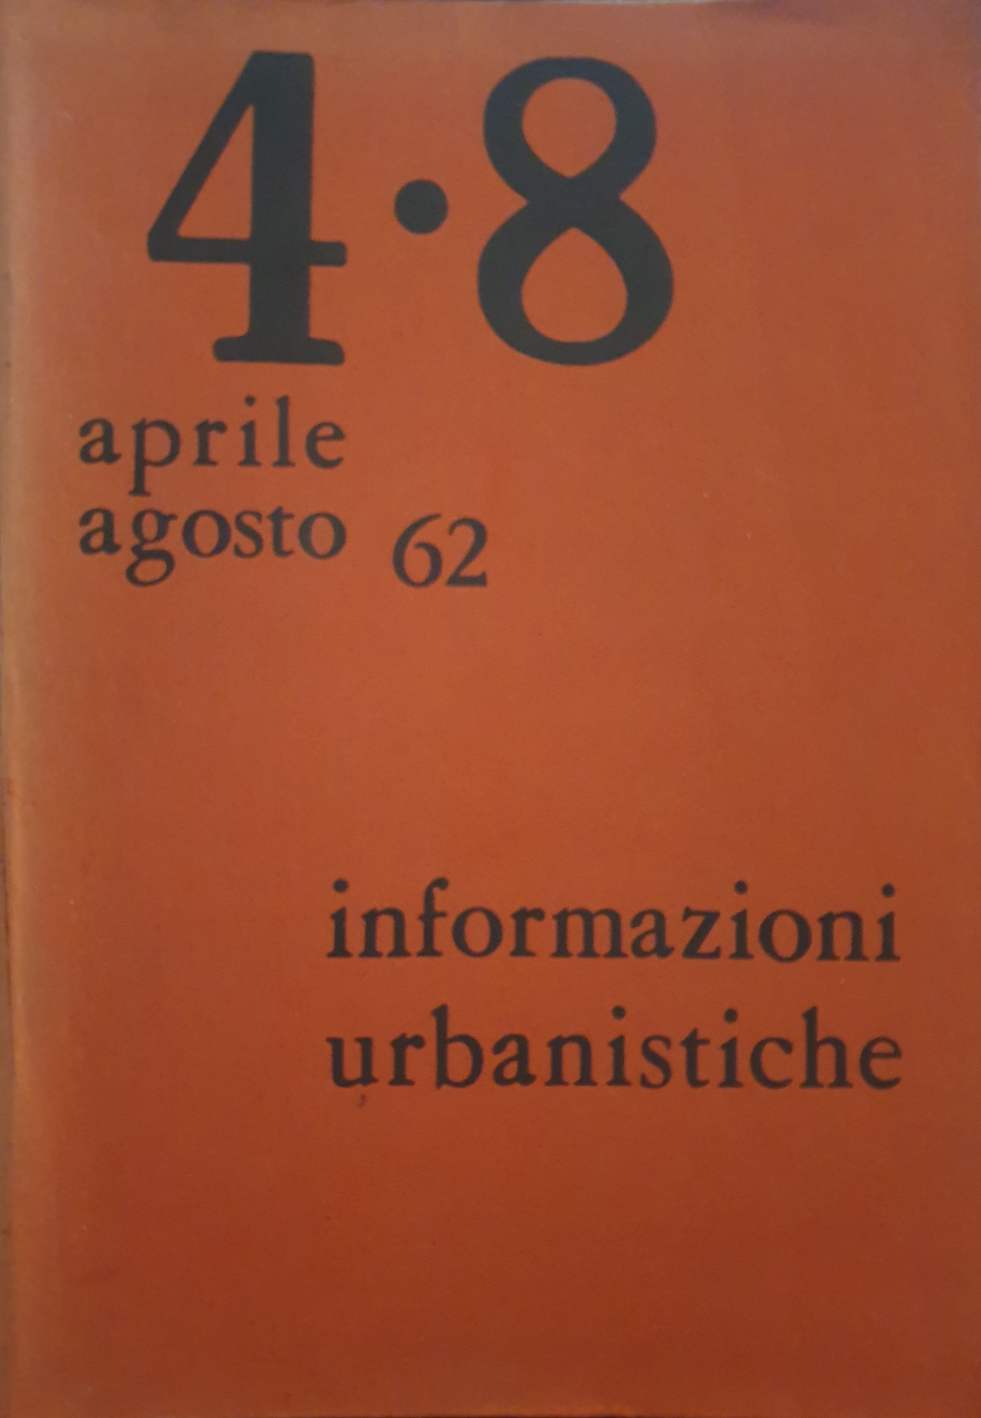 4·8
aprile
agosto 62
informazioni
urbanistiche